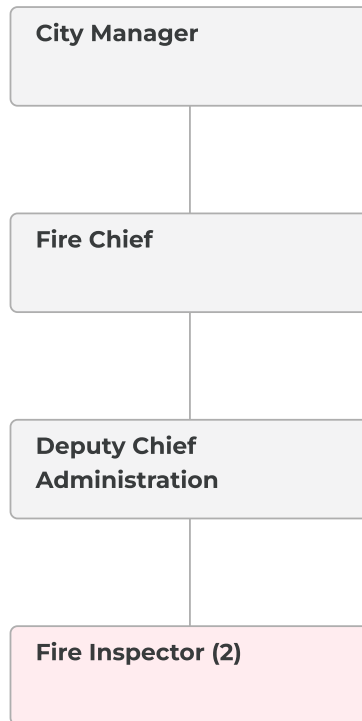 City Manager
Fire Chief
Deputy Chief
Administration
Fire Inspector (2)